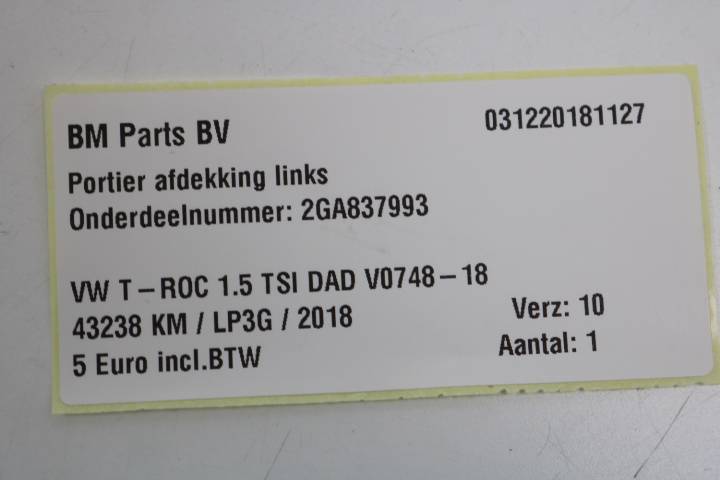 BM Parts BV 031220181127
Portier afdekking links
Onderdeelnummer: 2GA837993
VW T-ROC 1.5 TSI DAD V0748-18
43238 KM / LP3G / 2018 Verz: 10
5 Euro incl.BTW Aantal: 1